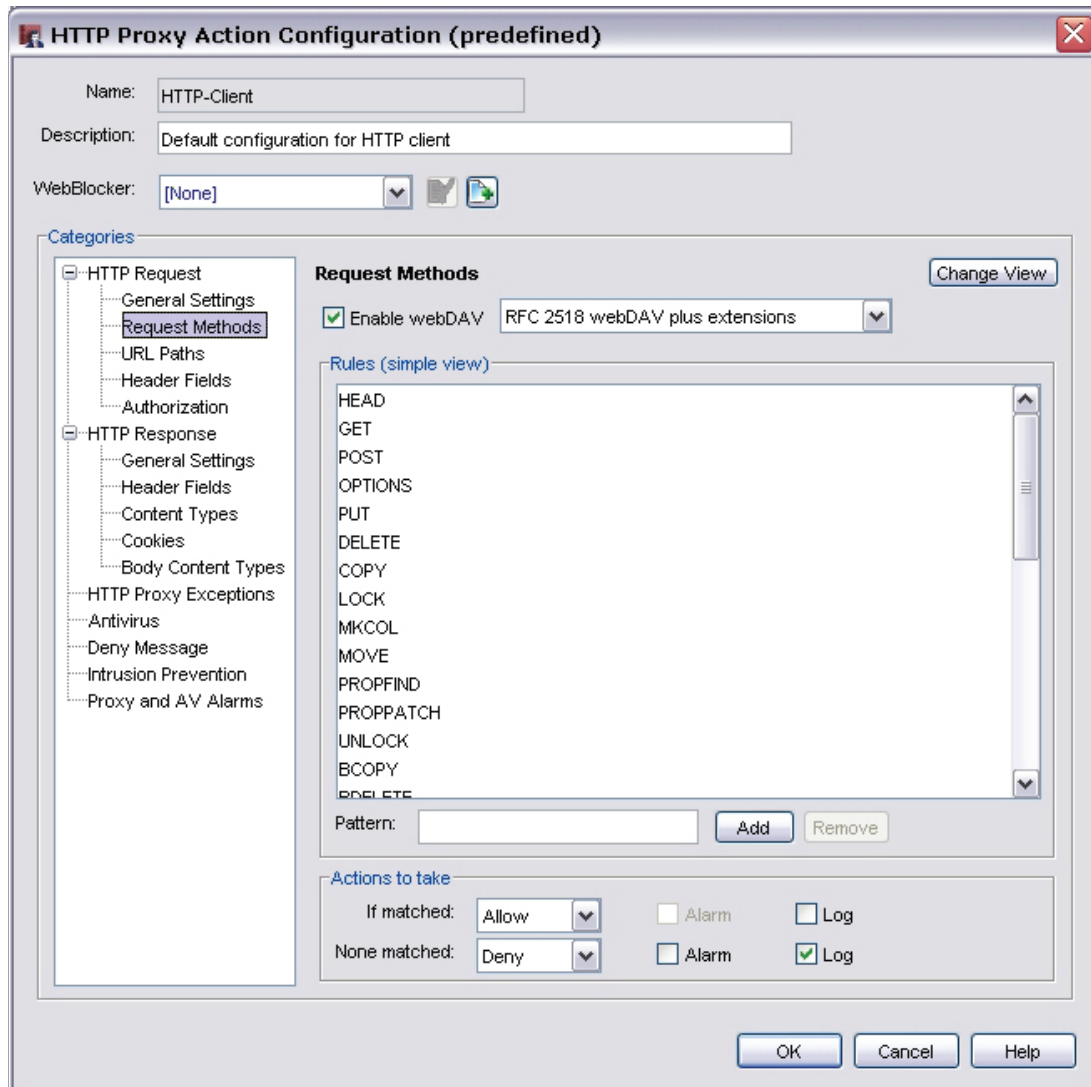 HTTP Proxy Action Configuration (predefined)
Name: HTTP-Client
Description: Default configuration for HTTP client
WebBlocker: [None]
Categories
HTTP Request
General Settings
Request Methods
URL Paths
Header Fields
Authorization
HTTP Response
General Settings
Header Fields
Content Types
Cookies
Body Content Types
HTTP Proxy Exceptions
Antivirus
Deny Message
Intrusion Prevention
Proxy and AV Alarms
Request Methods Change View
Enable webDAV RFC 2518 webDAV plus extensions
Rules (simple view)
HEAD
GET
POST
OPTIONS
PUT
DELETE
COPY
LOCK
MKCOL
MOVE
PROPFIND
PROPPATCH
UNLOCK
BCOPY
BDELETE
Pattern: Add Remove
Actions to take
If matched: Allow Alarm Log
None matched: Deny Alarm Log
OK Cancel Help